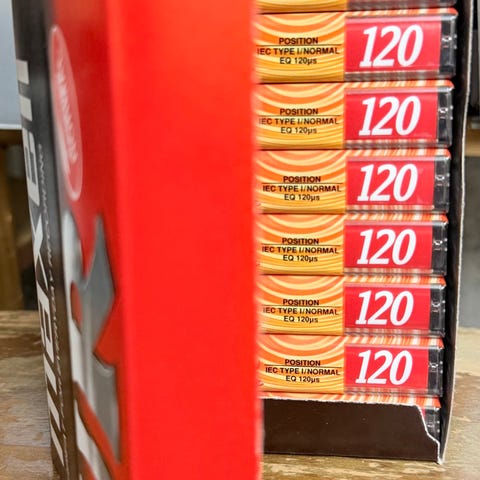 maxell
POSITION
IEC TYPE I/NORMAL
EQ 120µs
120
POSITION
IEC TYPE I/NORMAL
EQ 120µs
120
POSITION
IEC TYPE I/NORMAL
EQ 120µs
120
POSITION
IEC TYPE I/NORMAL
EQ 120µs
120
POSITION
IEC TYPE I/NORMAL
EQ 120µs
120
POSITION
IEC TYPE I/NORMAL
EQ 120µs
120